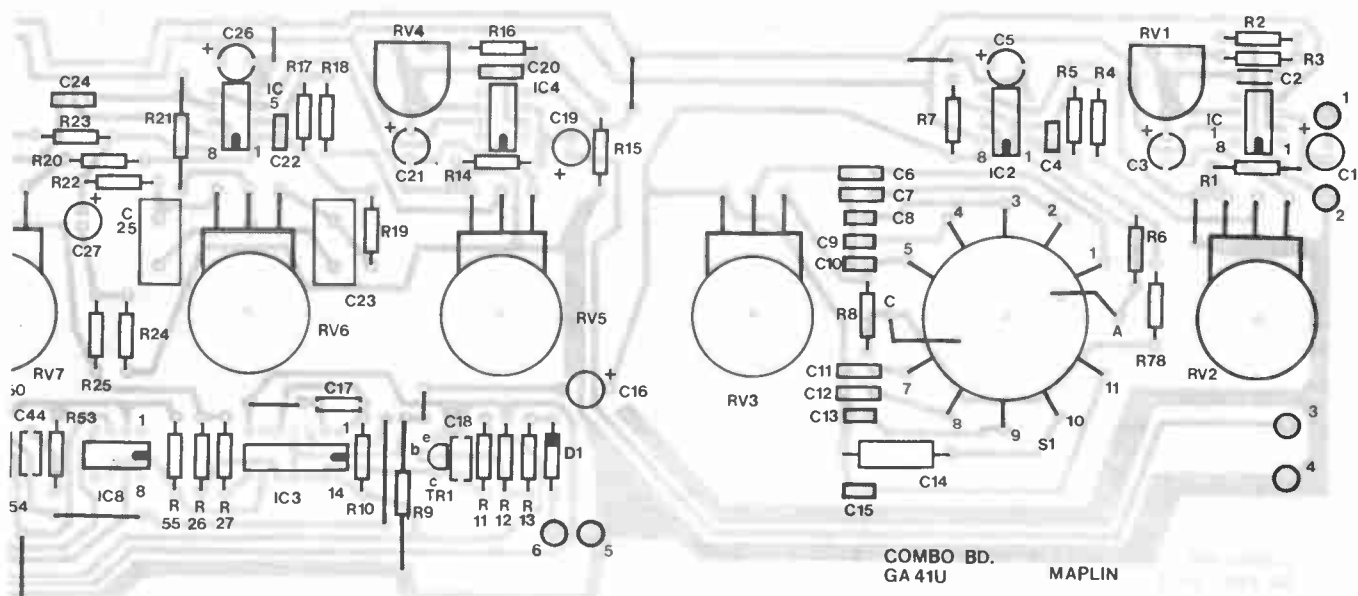 C26
RV4
R16
C20
IC4
C24
R23
R20
R22
R21
IC
5
R17
R18
8
1
C22
C21
R14
C19
R15
C
25
C27
R19
C23
RV6
RV5
R24
R25
RV7
C16
C17
C44
R53
1
8
IC8
54
R
55
R
26
R
27
IC3
1
14
R10
R9
e
b
c
TR1
C18
R
11
R
12
R
13
D1
6
5
C5
R7
8
1
IC2
C4
R5
R4
RV1
C3
R2
R3
C2
IC
1
8
1
R1
1
C1
2
C6
C7
C8
C9
C10
R8
C11
C12
C13
C14
C15
RV3
1
2
3
4
5
C
A
7
8
9
10
11
S1
R6
R78
RV2
3
4
COMBO BD.
GA 41U
MAPLIN